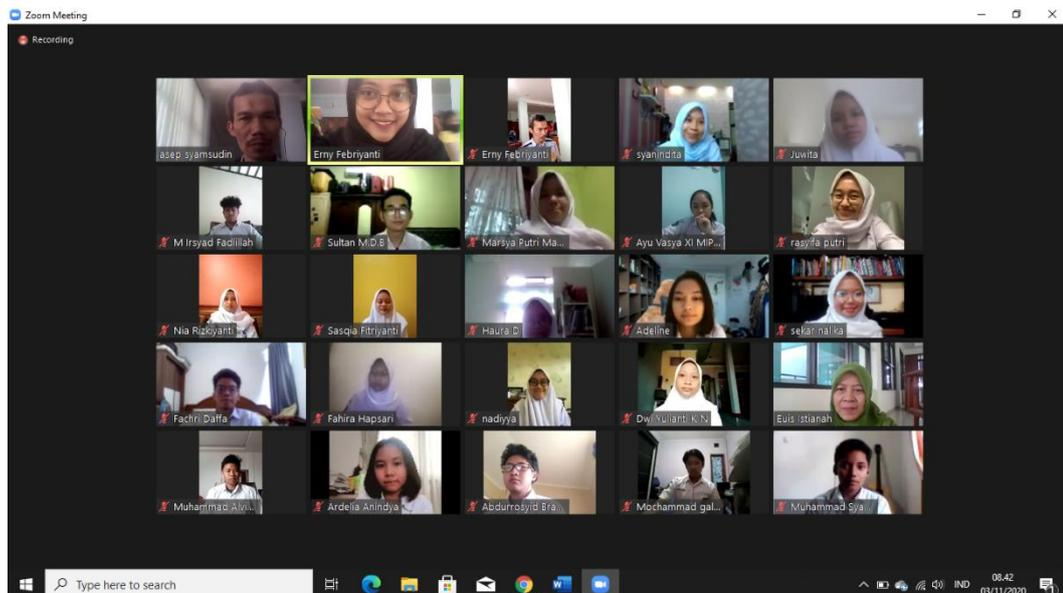 Zoom Meeting
Recording
asep syamsudin
Erny Febriyanti
Erny Febriyanti
syanindita
Juwita
M Irsyad Fadlillah
Sultan M.D.B
Marsya Putri Ma...
Ayu Vasya XI MIP...
rasyifa putri
Nia Rizkiyanti
Sasqia Fitriyanti
Haura D
Adeline
sekar nalika
Fachri Daffa
Fahira Hapsari
nadiyya
Dwi Yulianti K.N
Euis Istianah
Muhammad Alvi...
Ardelia Anindya
Abdurrosyid Bra...
Mochammad gal...
Muhammad Sya...
Type here to search
IND
08.42
03/11/2020